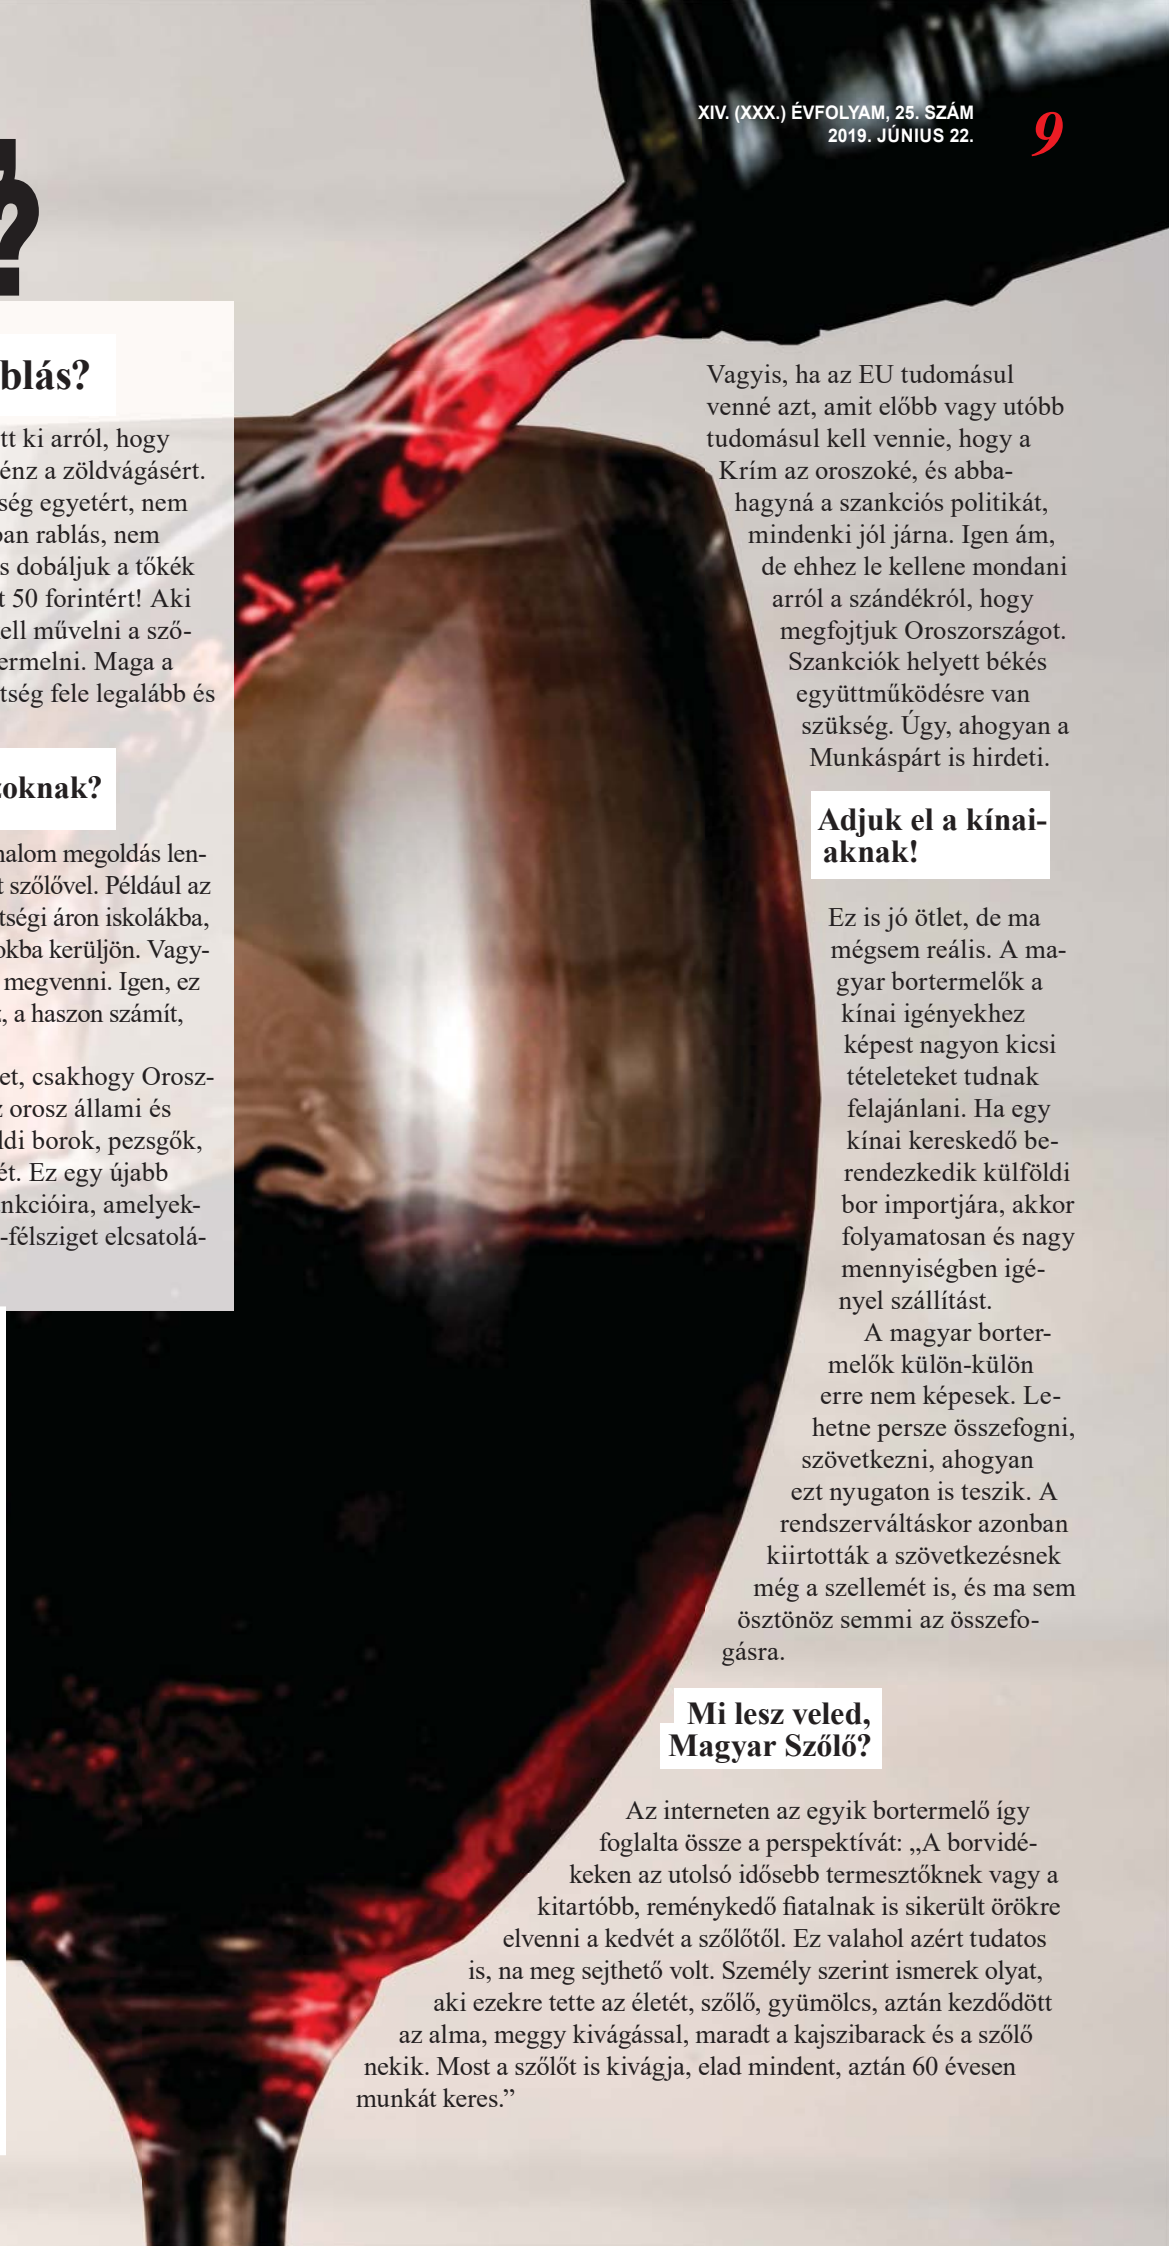 XIV. (XXX.) ÉVFOLYAM, 25. SZÁM
2019. JÚNIUS 22.
9
?
blás?
tt ki arról, hogy
énz a zöldvágásért.
ség egyetért, nem
ban rablás, nem
s dobáljuk a tőkék
t 50 forintért! Aki
ell művelni a sző-
ermelni. Maga a
tség fele legalább és
zoknak?
halom megoldás len-
t szőlővel. Például az
tségi áron iskolákba,
okba kerüljön. Vagy-
megvenni. Igen, ez
z, a haszon számít,
et, csakhogy Orosz-
z orosz állami és
ldi borok, pezsgők,
ét. Ez egy újabb
nkcióira, amelyek-
-félsziget elcsatolá-
Vagyis, ha az EU tudomásul
venné azt, amit előbb vagy utóbb
tudomásul kell vennie, hogy a
Krím az oroszoké, és abba-
hagyná a szankciós politikát,
mindenki jól járna. Igen ám,
de ehhez le kellene mondani
arról a szándékról, hogy
megfojtjuk Oroszországot.
Szankciók helyett békés
együttműködésre van
szükség. Úgy, ahogyan a
Munkáspárt is hirdeti.
Adjuk el a kínai-
aknak!
Ez is jó ötlet, de ma
mégsem reális. A ma-
gyar bortermelők a
kínai igényekhez
képest nagyon kicsi
tételeteket tudnak
felajánlani. Ha egy
kínai kereskedő be-
rendezkedik külföldi
bor importjára, akkor
folyamatosan és nagy
mennyiségben igé-
nyel szállítást.
A magyar borter-
melők külön-külön
erre nem képesek. Le-
hetne persze összefogni,
szövetkezni, ahogyan
ezt nyugaton is teszik. A
rendszerváltáskor azonban
kiirtották a szövetkezésnek
még a szellemét is, és ma sem
ösztönöz semmi az összefo-
gásra.
Mi lesz veled,
Magyar Szőlő?
Az interneten az egyik bortermelő így
foglalta össze a perspektívát: „A borvidé-
keken az utolsó idősebb termesztőknek vagy a
kitartóbb, reménykedő fiatalnak is sikerült örökre
elvenni a kedvét a szőlőtől. Ez valahol azért tudatos
is, na meg sejthető volt. Személy szerint ismerek olyat,
aki ezekre tette az életét, szőlő, gyümölcs, aztán kezdődött
az alma, meggy kivágással, maradt a kajszibarack és a szőlő
nekik. Most a szőlőt is kivágja, elad mindent, aztán 60 évesen
munkát keres.”